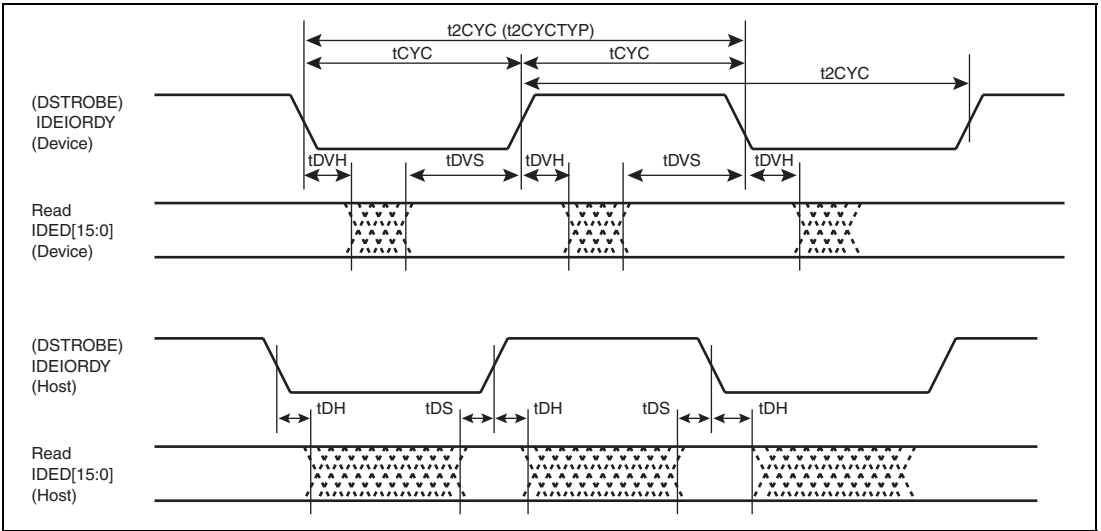 t2CYC (t2CYCTYP)
tCYC
tCYC
t2CYC
(DSTROBE)
IDEIORDY
(Device)
tDVH
tDVS
tDVH
tDVS
tDVH
Read
IDED[15:0]
(Device)
(DSTROBE)
IDEIORDY
(Host)
tDH
tDS
tDH
tDS
tDH
Read
IDED[15:0]
(Host)